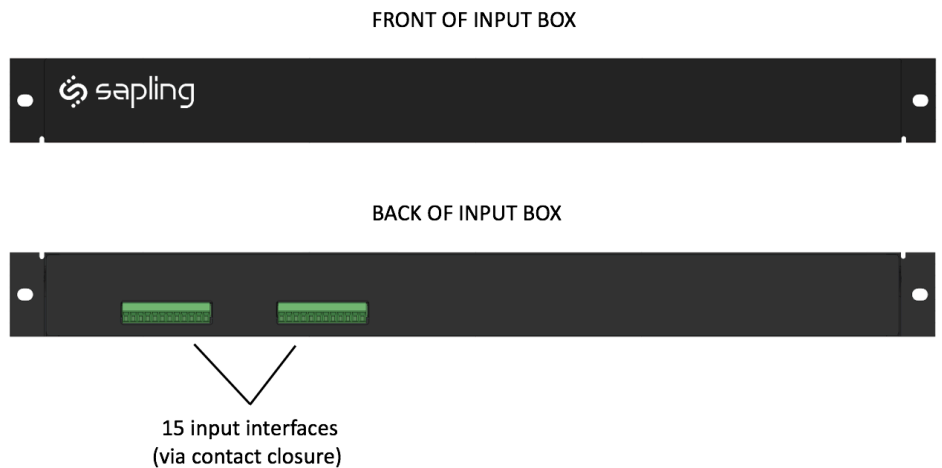 FRONT OF INPUT BOX
sapling
BACK OF INPUT BOX
15 input interfaces
(via contact closure)